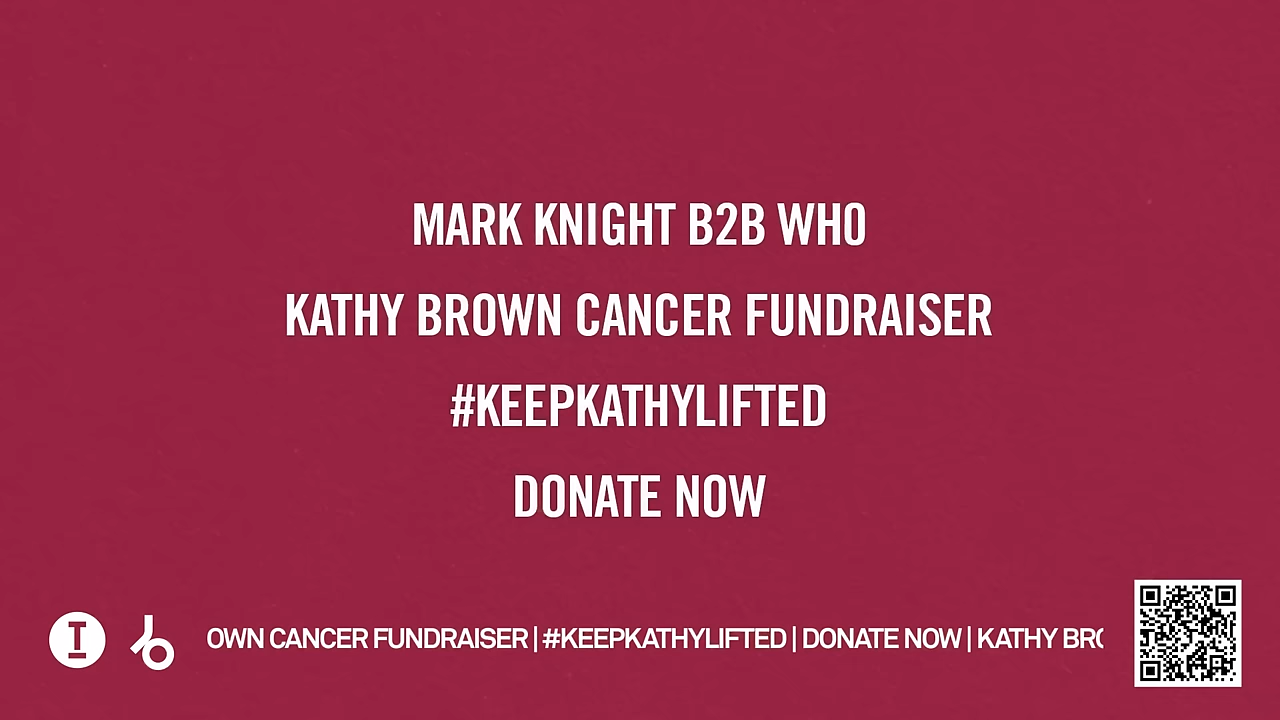 MARK KNIGHT B2B WHO
KATHY BROWN CANCER FUNDRAISER
#KEEPKATHYLIFTED
DONATE NOW
OWN CANCER FUNDRAISER | #KEEPKATHYLIFTED | DONATE NOW | KATHY BRO